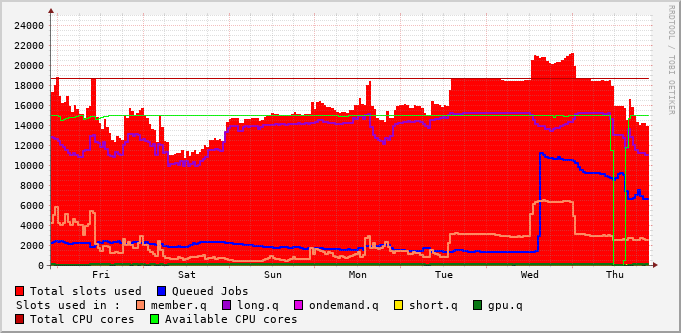 RRDTOOL / TOBI OETIKER
24000
22000
20000
18000
16000
14000
12000
10000
8000
6000
4000
2000
0
Fri Sat Sun Mon Tue Wed Thu
Total slots used Queued Jobs
Slots used in : member.q long.q ondemand.q short.q gpu.q
Total CPU cores Available CPU cores